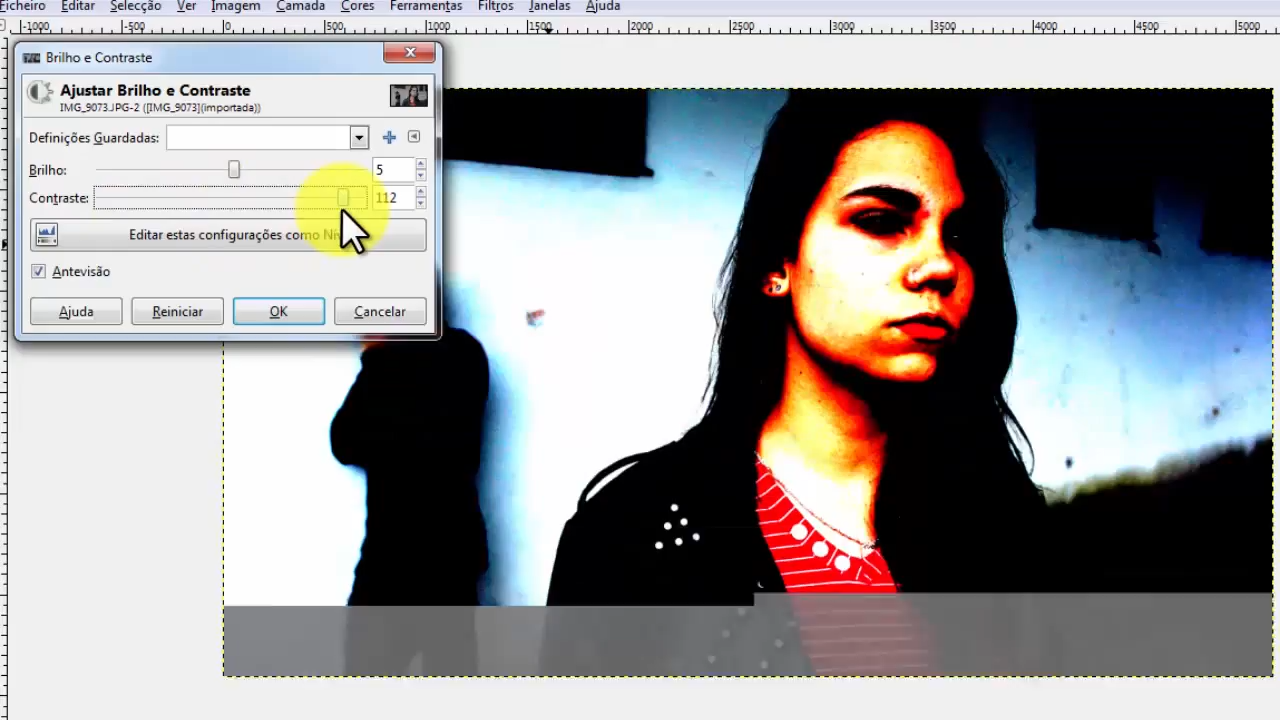 Ficheiro Editar Selecção Ver Imagem Camada Cores Ferramentas Filtros Janelas Ajuda
-1000 -500 0 500 1000 1500 2000 2500 3000 3500 4000 4500 5000
Brilho e Contraste
Ajustar Brilho e Contraste
IMG_9073.JPG-2 ([IMG_9073](importada))
Definições Guardadas:
Brilho: 5
Contraste: 112
Editar estas configurações como
Antevisão
Ajuda Reiniciar OK Cancelar